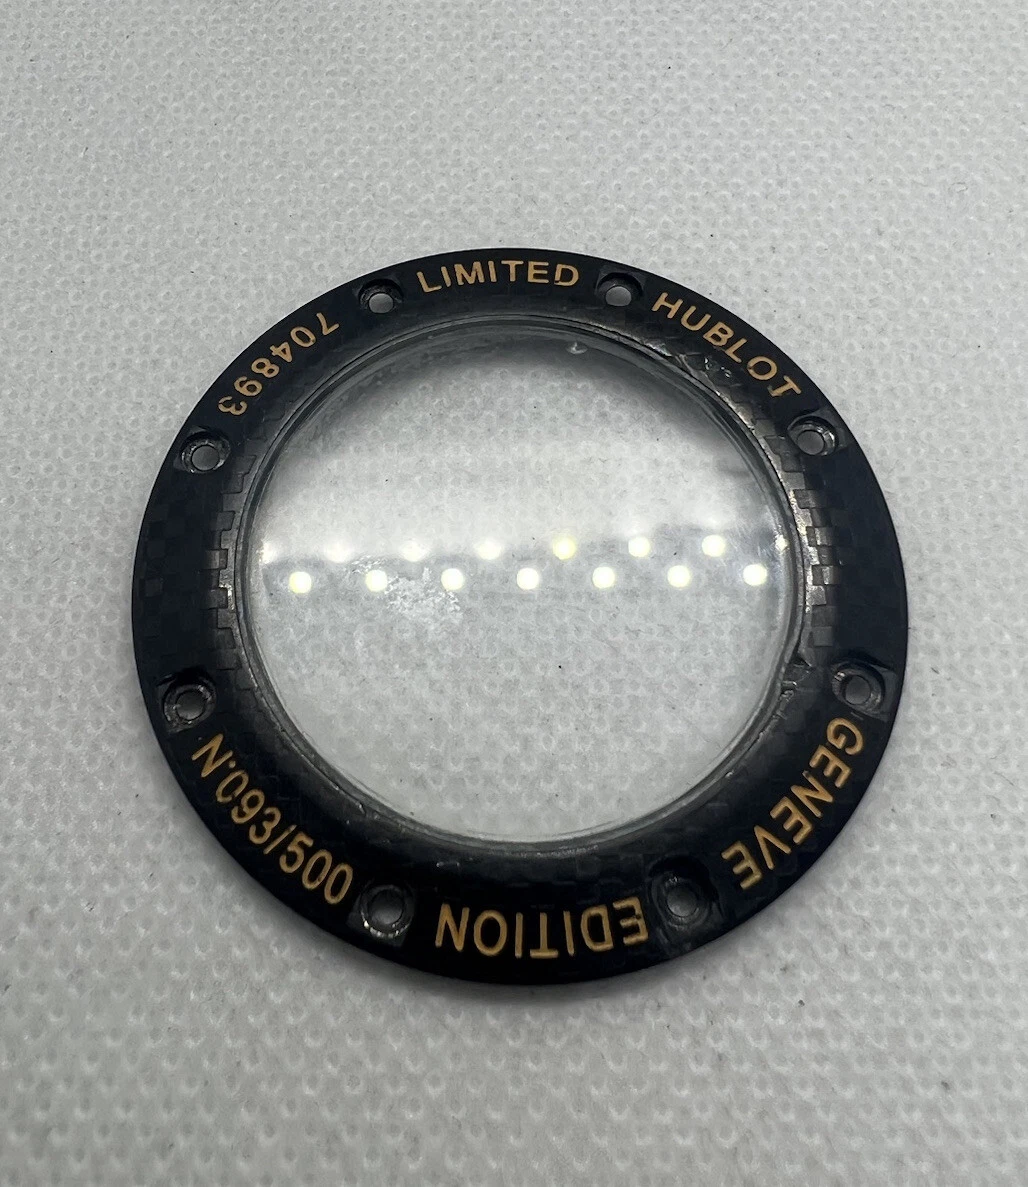 LIMITED
HUBLOT
GENEVE
EDITION
N°093/500
704893